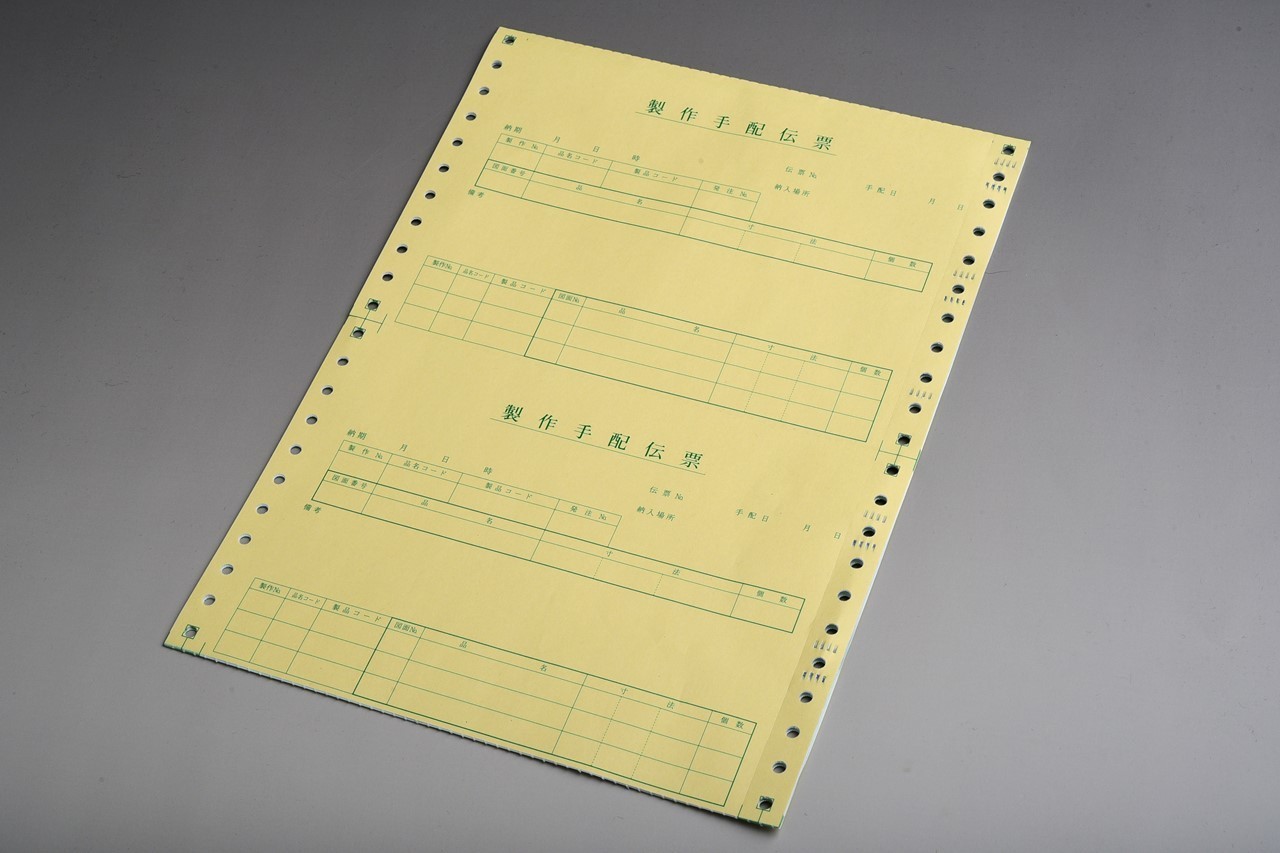 製作手配伝票
納期 月 日 時
伝票№
製作№ 品名コード 製品コード 発注№
納入場所 手配日 月 日
図面番号 品名 寸法 個数
備考
製作№ 品名コード 製品コード 図面№ 品名 寸法 個数
製作手配伝票
納期 月 日 時
伝票№
製作№ 品名コード 製品コード 発注№
納入場所 手配日 月 日
図面番号 品名 寸法 個数
備考
製作№ 品名コード 製品コード 図面№ 品名 寸法 個数